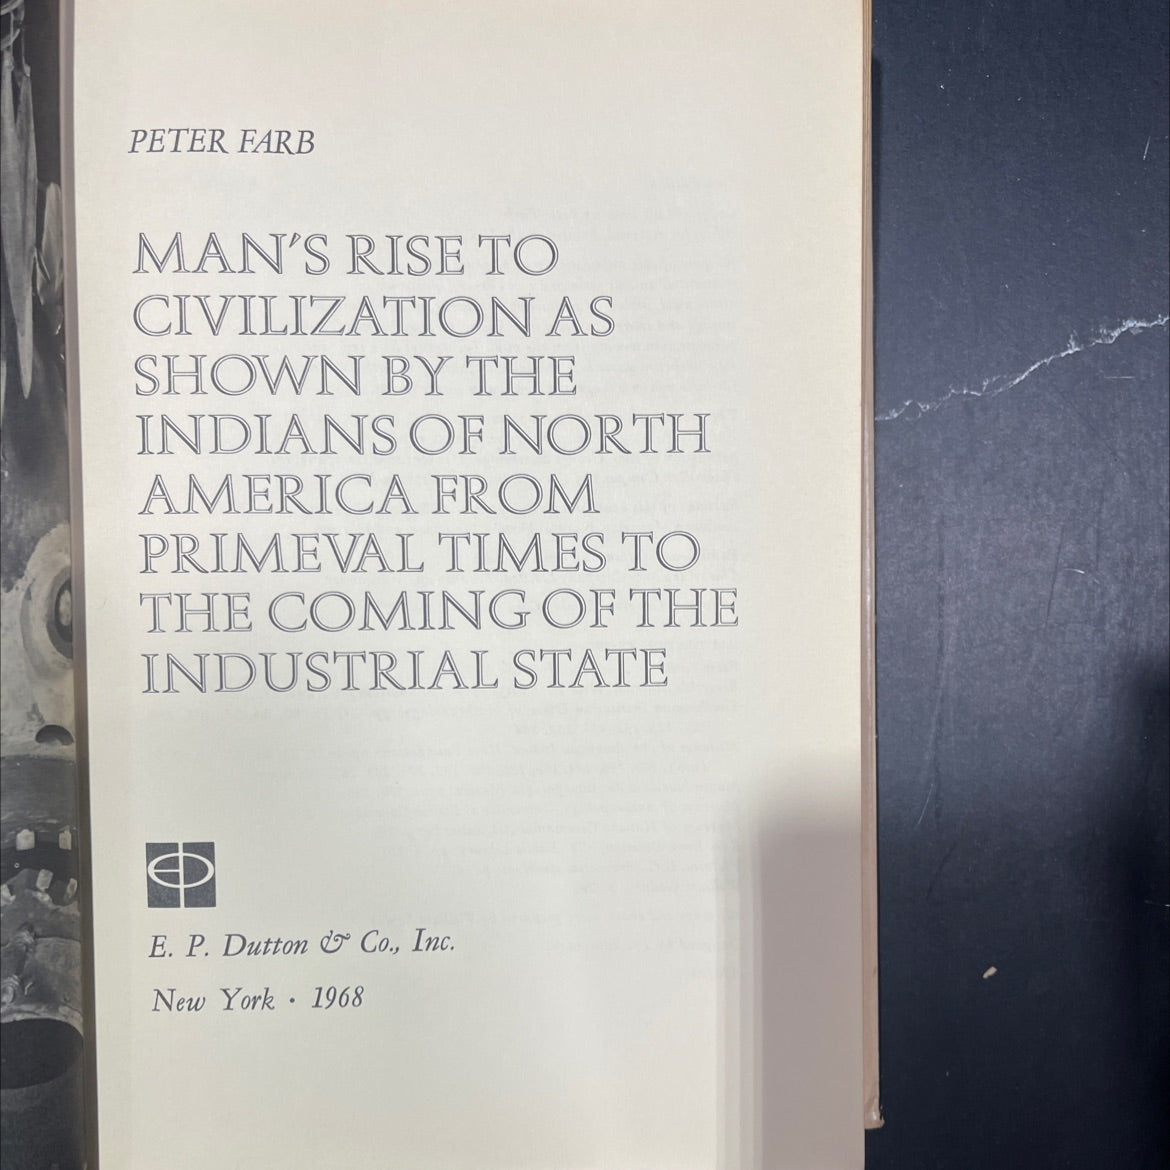 PETER FARB
MAN'S RISE TO
CIVILIZATION AS
SHOWN BY THE
INDIANS OF NORTH
AMERICA FROM
PRIMEVAL TIMES TO
THE COMING OF THE
INDUSTRIAL STATE
E. P. Dutton & Co., Inc.
New York · 1968